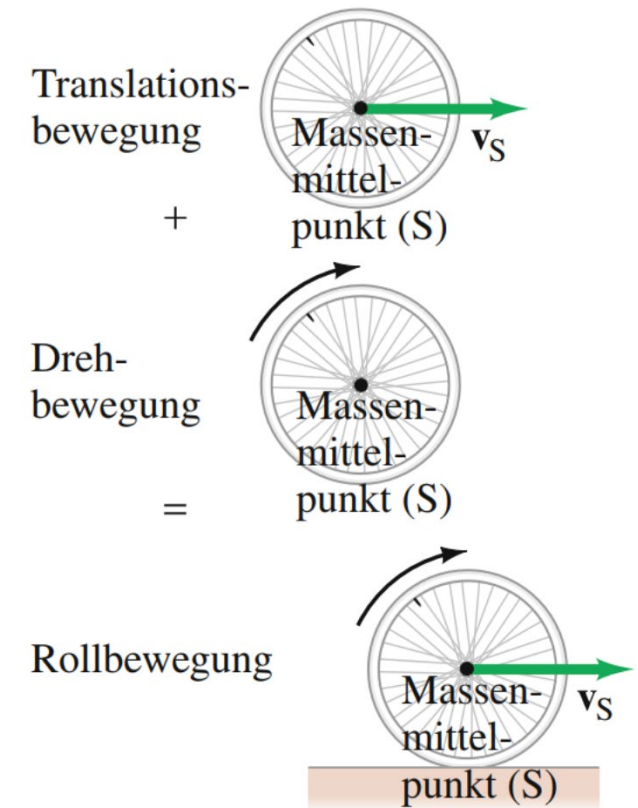 Translations-
bewegung
Massen-
mittel-
punkt (S)
vS
+
Dreh-
bewegung
Massen-
mittel-
punkt (S)
=
Rollbewegung
Massen-
mittel-
punkt (S)
vS